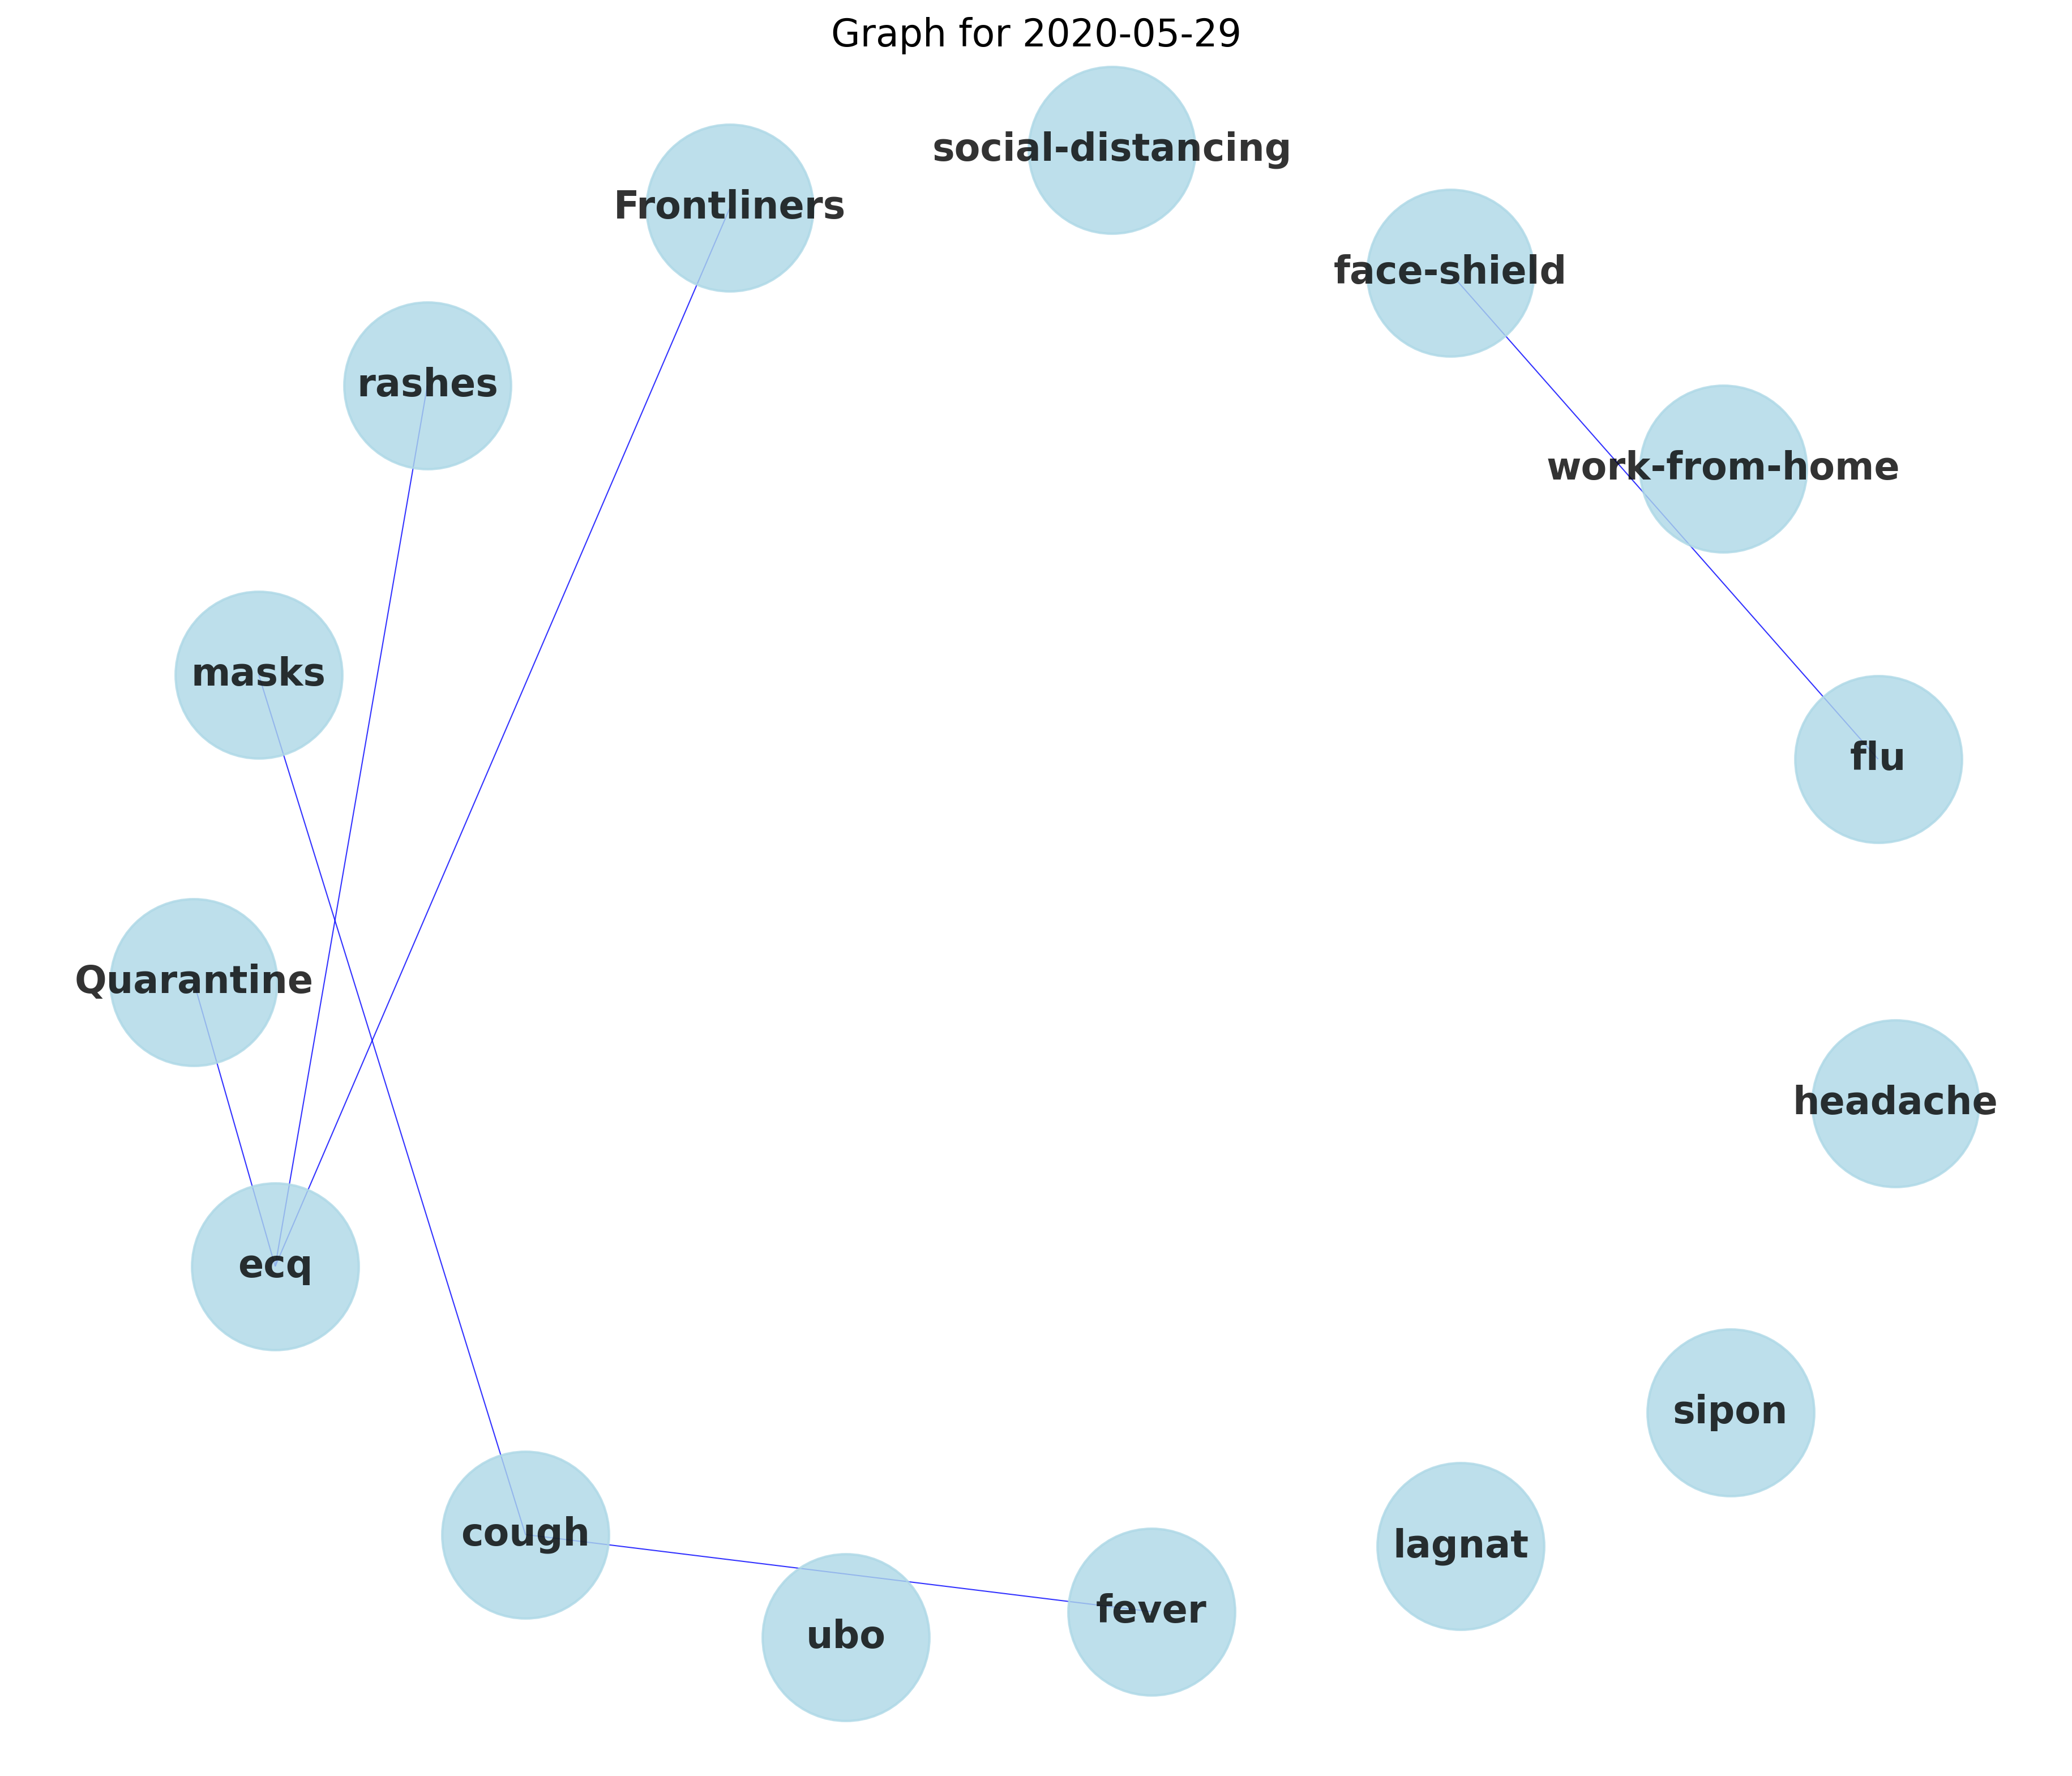 Graph for 2020-05-29
social-distancing
Frontliners
face-shield
rashes
work-from-home
masks
flu
Quarantine
headache
ecq
sipon
cough
lagnat
fever
ubo